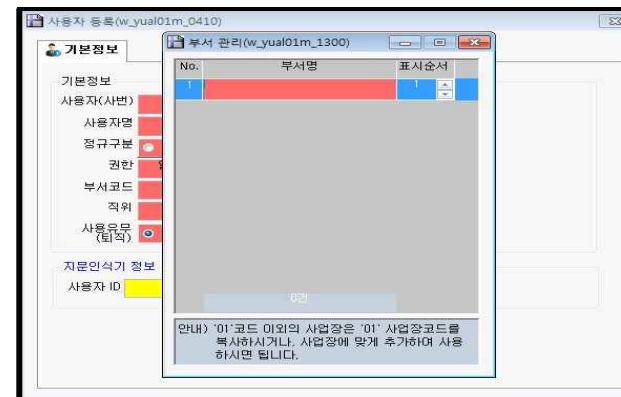 사용자 등록(w_yual01m_0410)
부서 관리(w_yual01m_1300)
기본정보
No. 부서명 표시순서
1 1
기본정보
사용자(사번)
사용자명
정규구분
권한
부서코드
직위
사용유무
(퇴직)
지문인식기 정보
사용자 ID
0건
안내) '01'코드 이외의 사업장은 '01' 사업장코드를
복사하시거나, 사업장에 맞게 추가하여 사용
하시면 됩니다.